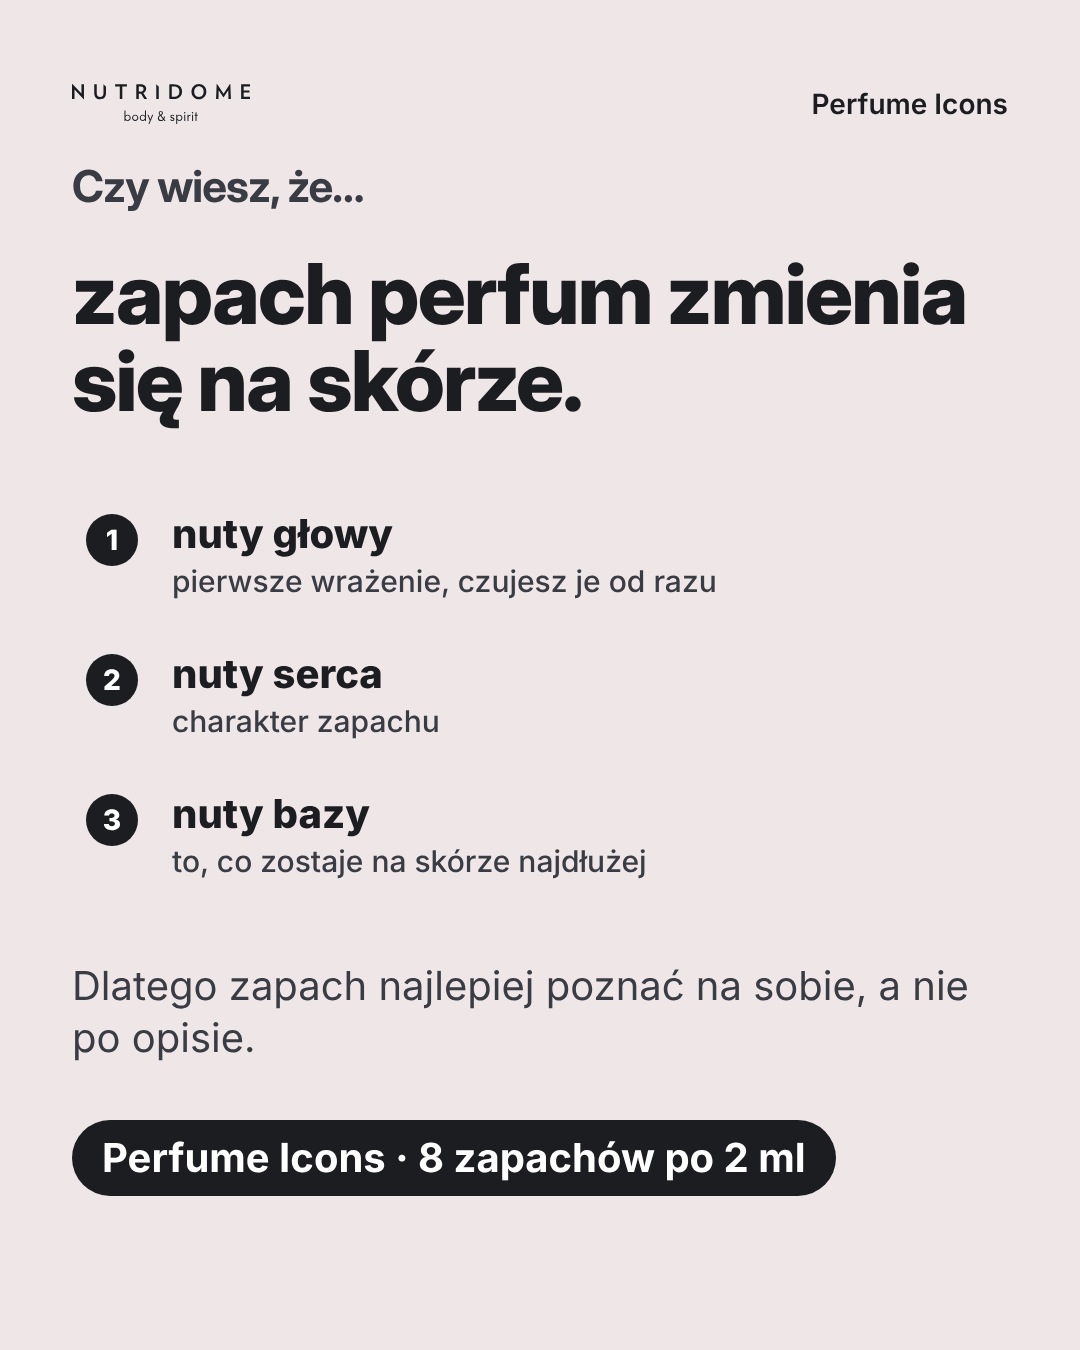 NUTRIDOME
body & spirit
Perfume Icons
Czy wiesz, że...
zapach perfum zmienia
się na skórze.
1
nuty głowy
pierwsze wrażenie, czujesz je od razu
2
nuty serca
charakter zapachu
3
nuty bazy
to, co zostaje na skórze najdłużej
Dlatego zapach najlepiej poznać na sobie, a nie
po opisie.
Perfume Icons · 8 zapachów po 2 ml